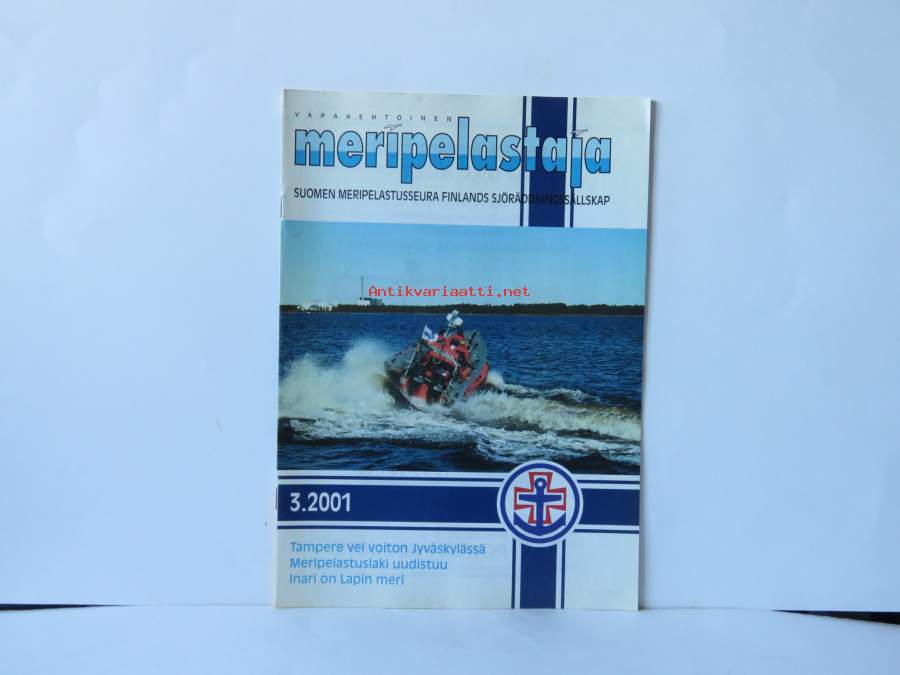 VAPAAEHTOINEN
meripelastaja
SUOMEN MERIPELASTUSSEURA FINLANDS SJÖRÄDDNINGSSÄLLSKAP
Antikvariaatti.net
3.2001
Tampere vei voiton Jyväskylässä
Meripelastuslaki uudistuu
Inari on Lapin meri